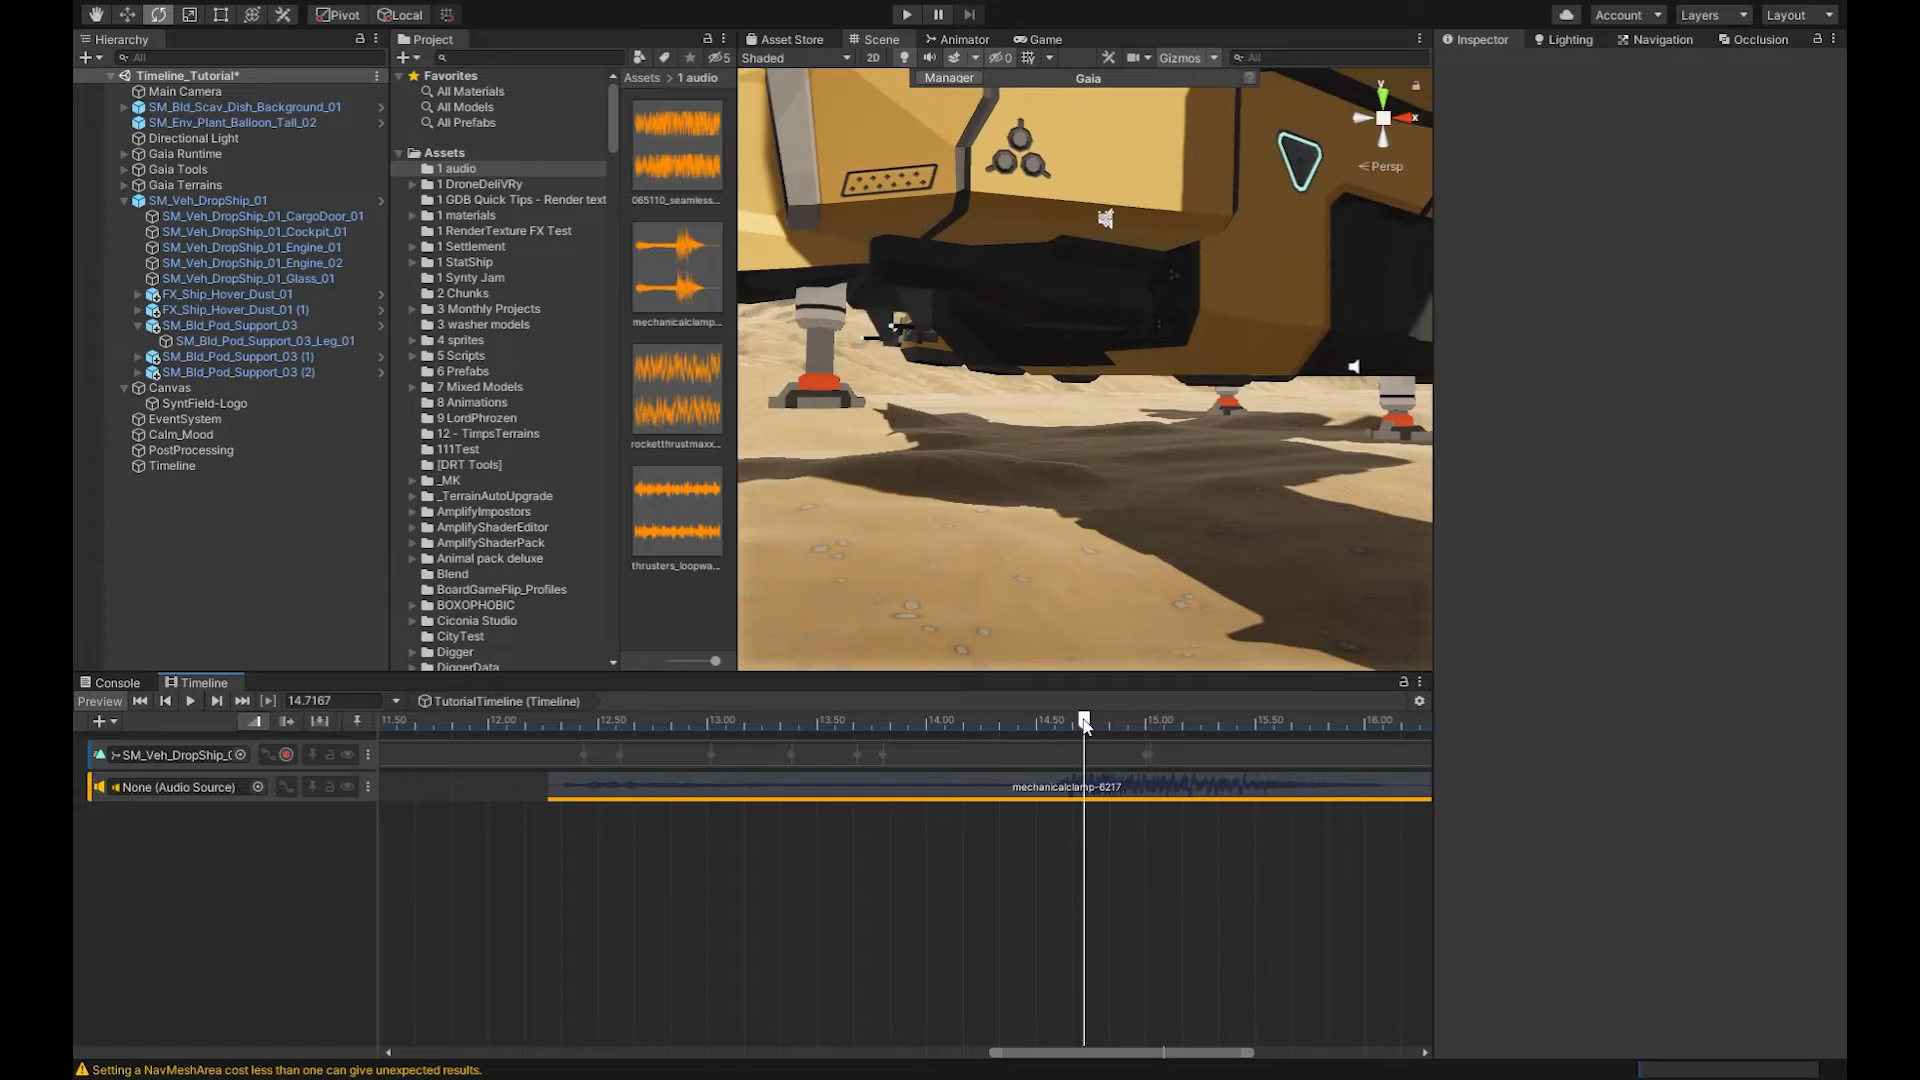 Pivot
Local
Account
Layers
Layout
Hierarchy
All
Timeline_Tutorial*
Main Camera
SM_Bld_Scav_Dish_Background_01
SM_Env_Plant_Balloon_Tall_02
Directional Light
Gaia Runtime
Gaia Tools
Gaia Terrains
SM_Veh_DropShip_01
SM_Veh_DropShip_01_CargoDoor_01
SM_Veh_DropShip_01_Cockpit_01
SM_Veh_DropShip_01_Engine_01
SM_Veh_DropShip_01_Engine_02
SM_Veh_DropShip_01_Glass_01
FX_Ship_Hover_Dust_01
FX_Ship_Hover_Dust_01 (1)
SM_Bld_Pod_Support_03
SM_Bld_Pod_Support_03_Leg_01
SM_Bld_Pod_Support_03 (1)
SM_Bld_Pod_Support_03 (2)
Canvas
SyntField-Logo
EventSystem
Calm_Mood
PostProcessing
Timeline
Project
5
Favorites
All Materials
All Models
All Prefabs
Assets
1 audio
1 DroneDeliVRy
1 GDB Quick Tips - Render text
1 materials
1 RenderTexture FX Test
1 Settlement
1 StatShip
1 Synty Jam
2 Chunks
3 Monthly Projects
3 washer models
4 sprites
5 Scripts
6 Prefabs
7 Mixed Models
8 Animations
9 LordPhrozen
12 - TimpsTerrains
111Test
[DRT Tools]
_MK
_TerrainAutoUpgrade
AmplifyImpostors
AmplifyShaderEditor
AmplifyShaderPack
Animal pack deluxe
Blend
BoardGameFlip_Profiles
BOXOPHOBIC
Ciconia Studio
CityTest
Digger
DiggerData
Assets > 1 audio
065110_seamless...
mechanicalclamp...
rocketthrustmaxx...
thrusters_loopwa...
Asset Store
Scene
Animator
Game
Shaded
2D
0
Gizmos
All
Manager
Gaia
y
x
Persp
Inspector
Lighting
Navigation
Occlusion
Console
Timeline
Preview
14.7167
TutorialTimeline (Timeline)
11.50
12.00
12.50
13.00
13.50
14.00
14.50
15.00
15.50
16.00
SM_Veh_DropShip_(
None (Audio Source)
mechanicalclamp-6217
Setting a NavMeshArea cost less than one can give unexpected results.